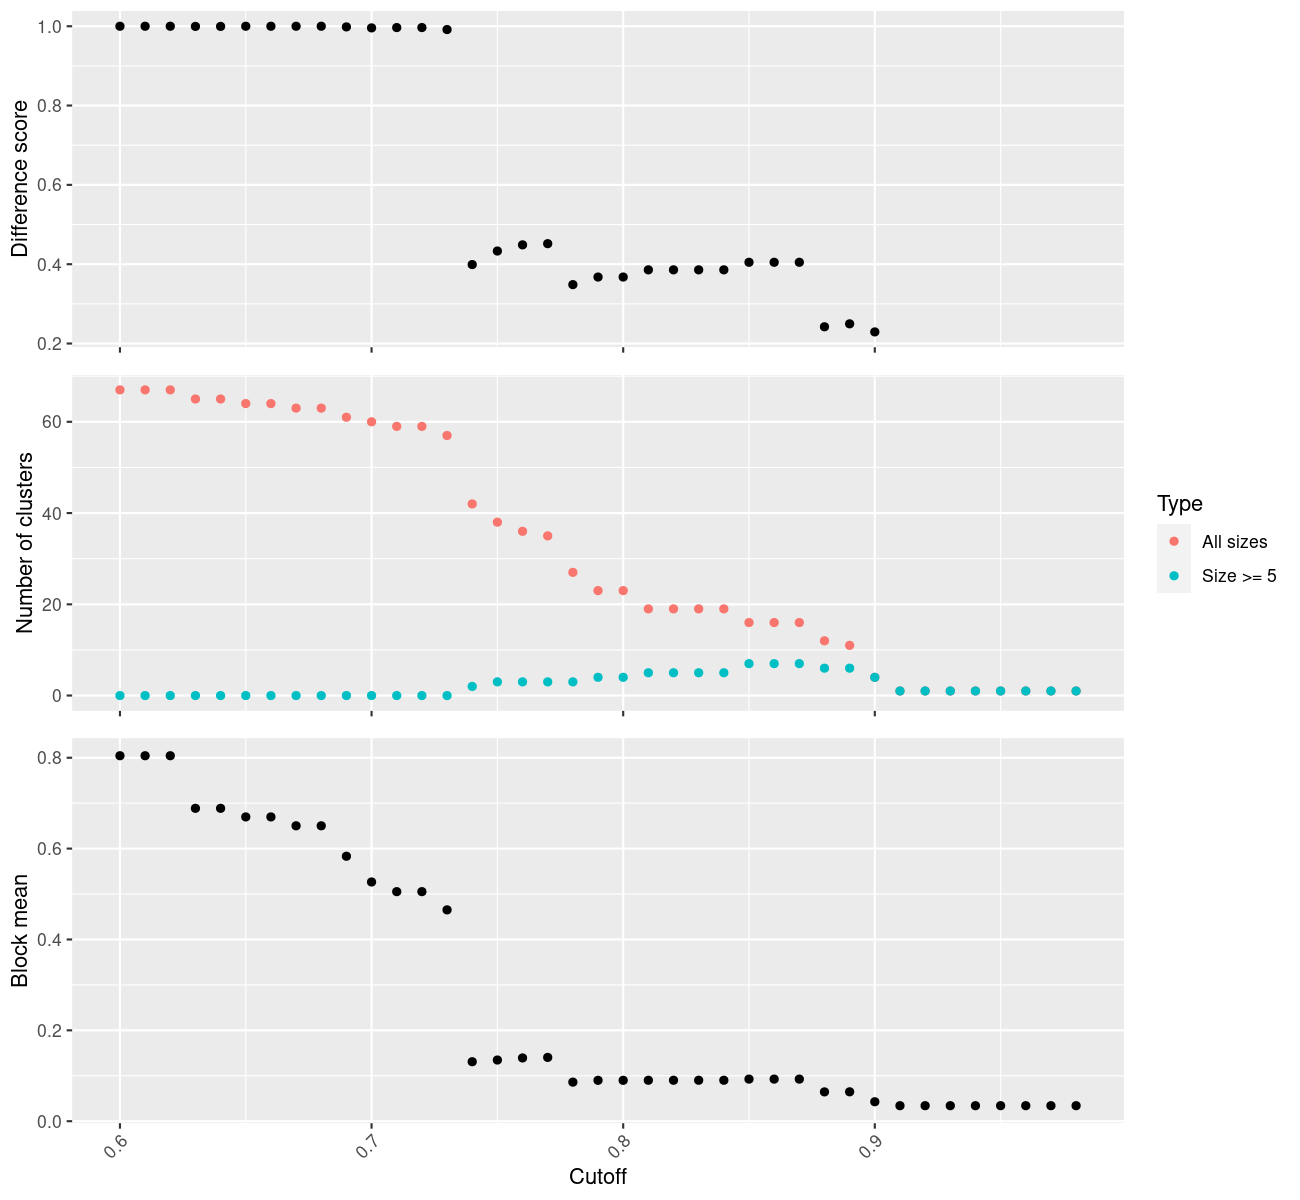 1.0
0.8
0.6
0.4
0.2
Difference score
60
40
20
0
Number of clusters
Type
All sizes
Size >= 5
0.8
0.6
0.4
0.2
0.0
Block mean
0.6
0.7
0.8
0.9
Cutoff